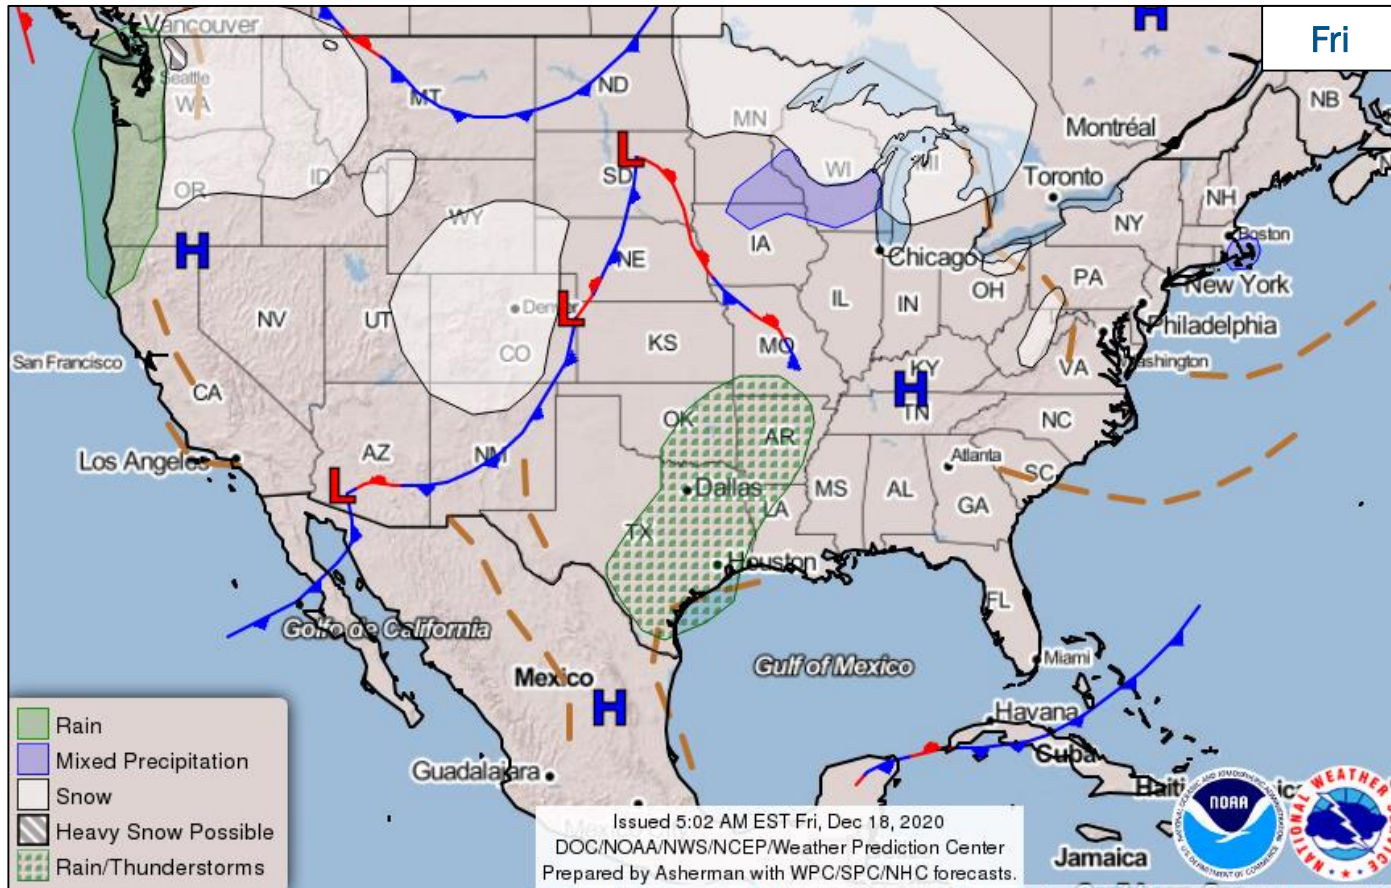 Vancouver
Fri
Seattle
WA
MT
ND
MN
NB
Montréal
OR
ID
SD
L
WI
MI
Toronto
NH
WY
NY
Boston
H
NE
IA
Chicago
PA
New York
NV
UT
Denver
CO
L
KS
IL
IN
OH
Philadelphia
MO
San Francisco
CA
KY
VA
Washington
H
TN
OK
NC
AR
Los Angeles
AZ
NM
Atlanta
SC
L
Dallas
MS
AL
GA
LA
TX
Houston
FL
Golfo de California
Gulf of Mexico
Miami
Mexico
H
Havana
Cuba
Guadalajara
H
Rain
Mixed Precipitation
Snow
Heavy Snow Possible
Rain/Thunderstorms
Issued 5:02 AM EST Fri, Dec 18, 2020
DOC/NOAA/NWS/NCEP/Weather Prediction Center
Prepared by Asherman with WPC/SPC/NHC forecasts.
Haiti
NOAA
Jamaica